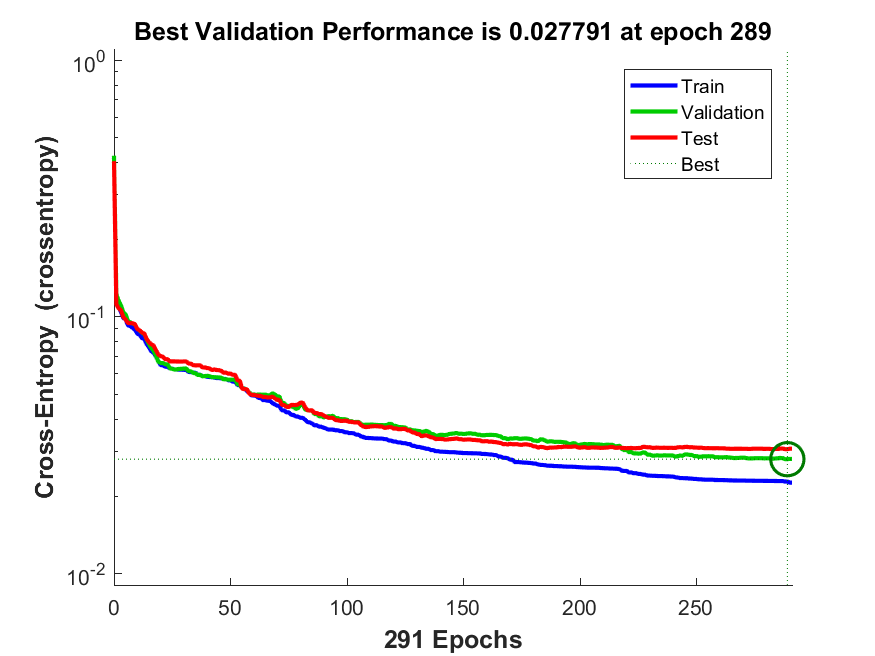 Best Validation Performance is 0.027791 at epoch 289
Cross-Entropy (crossentropy)
10^0
10^-1
10^-2
Train
Validation
Test
Best
0 50 100 150 200 250
291 Epochs